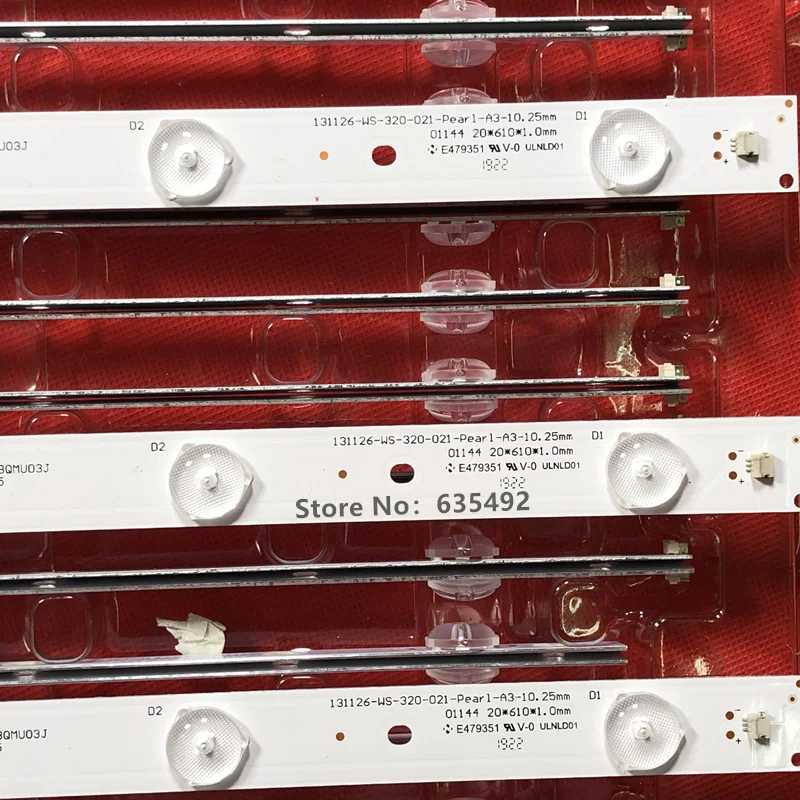 131126-WS-320-021-Pearl-A3-10.25mm
D2
D1
01144 20*610*1.0mm
U03J
E479351 V-0 ULNLD01
- +
1922
131126-WS-320-021-Pearl-A3-10.25mm
D2
D1
01144 20*610*1.0mm
BQMU03J
E479351 V-0 ULNLD01
- +
1922
Store No: 635492
131126-WS-320-021-Pearl-A3-10.25mm
D2
D1
01144 20*610*1.0mm
BQMU03J
E479351 V-0 ULNLD01
- +
1922